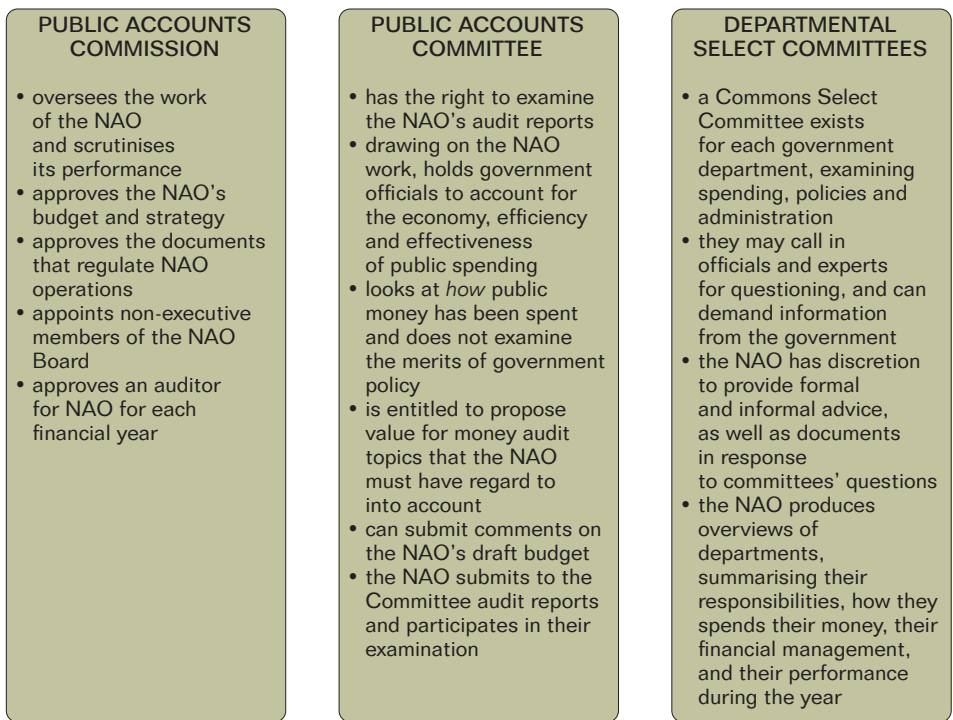 PUBLIC ACCOUNTS
COMMISSION
• oversees the work
of the NAO
and scrutinises
its performance
• approves the NAO's
budget and strategy
• approves the documents
that regulate NAO
operations
• appoints non-executive
members of the NAO
Board
• approves an auditor
for NAO for each
financial year
PUBLIC ACCOUNTS
COMMITTEE
• has the right to examine
the NAO's audit reports
• drawing on the NAO
work, holds government
officials to account for
the economy, efficiency
and effectiveness
of public spending
• looks at how public
money has been spent
and does not examine
the merits of government
policy
• is entitled to propose
value for money audit
topics that the NAO
must have regard to
into account
• can submit comments on
the NAO's draft budget
• the NAO submits to the
Committee audit reports
and participates in their
examination
DEPARTMENTAL
SELECT COMMITTEES
• a Commons Select
Committee exists
for each government
department, examining
spending, policies and
administration
• they may call in
officials and experts
for questioning, and can
demand information
from the government
• the NAO has discretion
to provide formal
and informal advice,
as well as documents
in response
to committees' questions
• the NAO produces
overviews of
departments,
summarising their
responsibilities, how they
spends their money, their
financial management,
and their performance
during the year